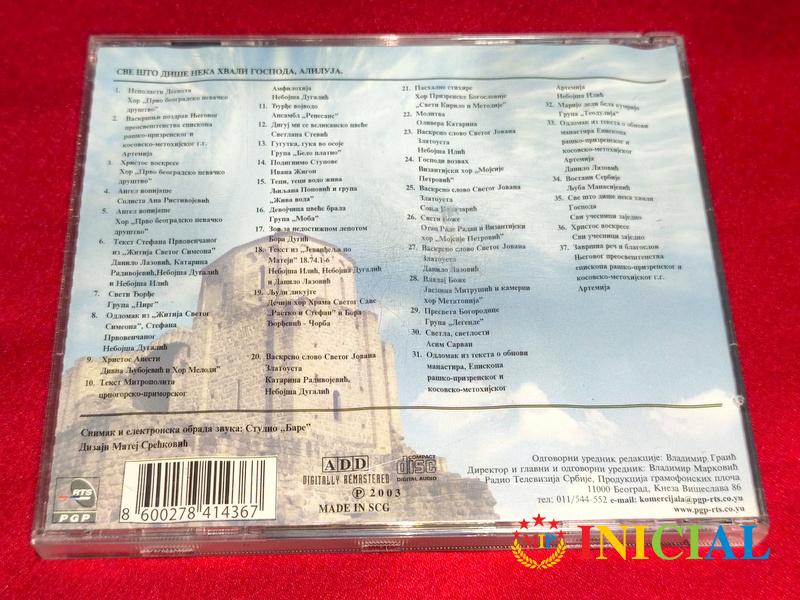 СВЕ ШТО ДИШЕ НЕКА ХВАЛИ ГОСПОДА, АЛИЛУЈА.
1. Исполаети Деспота
Хор „Прво београдско певачко
друштво"
2. Васкршњи поздрав Његовог
преосвештенства епископа
рашко-призренског и
косовско-метохијског г.г.
Артемија
3. Христос воскресе
Хор „Прво београдско певачко
друштво"
4. Ангел вопијаше
Солиста Ана Ристивојевић
5. Ангел вопијаше
Хор „Прво београдско певачко
друштво"
6. Текст Стефана Првовенчаног
из „Житија Светог Симеона"
Данило Лазовић, Катарина
Радивојевић,Небојша Дугалић
и Небојша Илић
7. Свети Ђорђе
Група „Пирг"
8. Одломак из „Житија Светог
Симеона", Стефана
Првовенчаног
Небојша Дугалић
9. Христос Анести
Дивна Љубојевић и Хор Мелоди"
10. Текст Митрополита
црногорско-приморског
Амфилохија
Небојша Дугалић
11. Ђурђе војводо
Ансамбл „Ренесанс"
12. Дигуј ми се великанско цвеће
Светлана Стевић
13. Гугутка, гука во осоје
Група „Бело платно"
14. Подигнимо Ступове
Ивана Жигон
15. Теци, теци водо жива
Љиљана Поповић и група
„Жива вода"
16. Девојчица цвеће брала
Група „Моба"
17. Зов за недостижном лепотом
Бора Дугић
18. Текст из „Јеванђеља по
Матеји" 18.74.1-6
Небојша Илић, Небојша Дугалић
и Данило Лазовић
19. Људи ликујте
Дечији хор Храма Светог Саве
„Растко и Стефан" и Бора
Ђорђевић - Чорба
20. Васкрсно слово Светог Јована
Златоуста
Катарина Радивојевић,
Небојша Дугалић
21. Пасхалне стихире
Хор Призренске Богословије
„Свети Кирило и Методије"
22. Молитва
Оливера Катарина
23. Васкрсно слово Светог Јована
Златоуста
Небојша Илић
24. Господи возвах
Византијски хор „Мојсије
Петровић"
25. Васкрсно слово Светог Јована
Златоуста
Соња
26. Свети Боже
Отац Раде Радан и Византијски
хор „Мојсије Петровић"
27. Васкрсно слово Светог Јована
Златоуста
Данило Лазовић
28. Владај Боже
Јасмина Митрушић и камерни
хор Метатонија"
29. Пресвета Богородице
Група „Легенде"
30. Светла, светлости
Асим Сарван
31. Одломак из текста о обнови
манастира, Епископа
рашко-призренског и
косовско-метохијског
Артемија
Небојша Илић
32. Маријо дели бела кумријо
Група „Теодулија"
33. Одломак из текста о обнови
манастира Епископа
рашко-призренског и
косовско-метохијског
Артемија
Данило Лазовић
34. Востани Сербије
Љуба Манасијевић
35. Све што дише нека хвали
Господа
Сви учесници заједно
36. Христос воскресе
Сви учесници заједно
37. Завршна реч и благослов
Његовог преосвештенства
епископа рашко-призренског и
косовско-метохијског
Артемија
Снимак и електронска обрада звука: Студио „Баре"
Дизајн Матеј Срећковић
RTS
PGP
8 600278 414367
ADD
DIGITALLY REMASTERED
Ⓟ 2003
MADE IN SCG
COMPACT
disc
DIGITAL AUDIO
Одговорни уредник редакције: Владимир Граић
Директор и главни и одговорни уредник: Владимир Марковић
Радио Телевизија Србије, Продукција грамофонских плоча
11000 Београд, Кнеза Вишеслава 86
тел: 011/544-552 e-mail: komercijala@pgp-rts.co.yu
www.pgp-rts.co.yu
VIP INICIAL